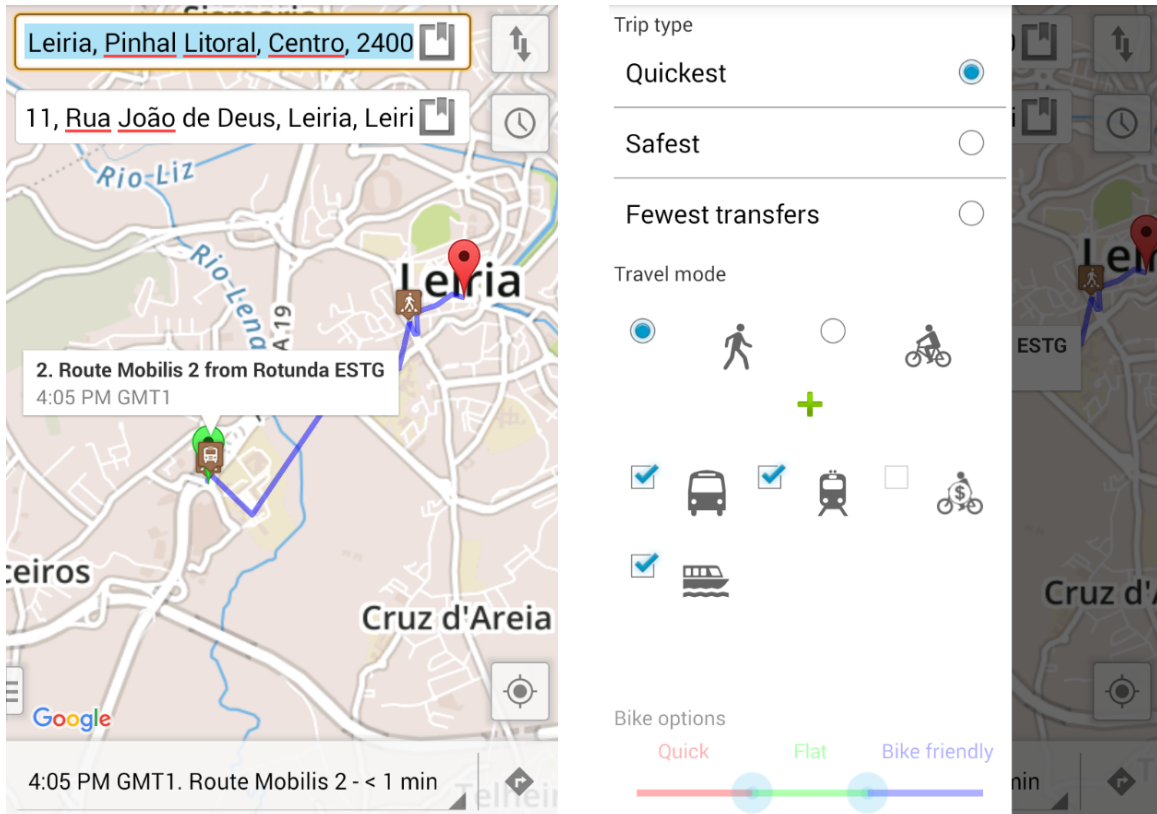 Leiria, Pinhal Litoral, Centro, 2400
11, Rua João de Deus, Leiria, Leiri
Rio-Liz
Rio-Lena
Leiria
A.19
2. Route Mobilis 2 from Rotunda ESTG
4:05 PM GMT1
ceiros
Cruz d'Areia
Google
4:05 PM GMT1. Route Mobilis 2 - < 1 min
Telhei
Trip type
Quickest
Safest
Fewest transfers
Travel mode
$
Bike options
Quick
Flat
Bike friendly
Leir
ESTG
Cruz d'A
min